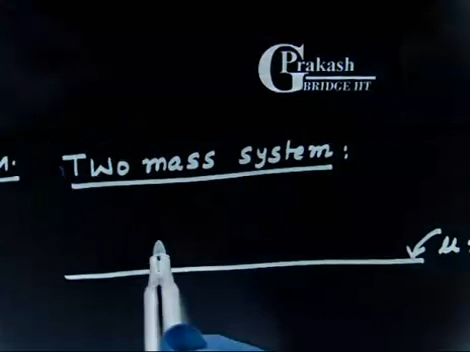 G Prakash
BRIDGE IIT
Two mass system :
μ